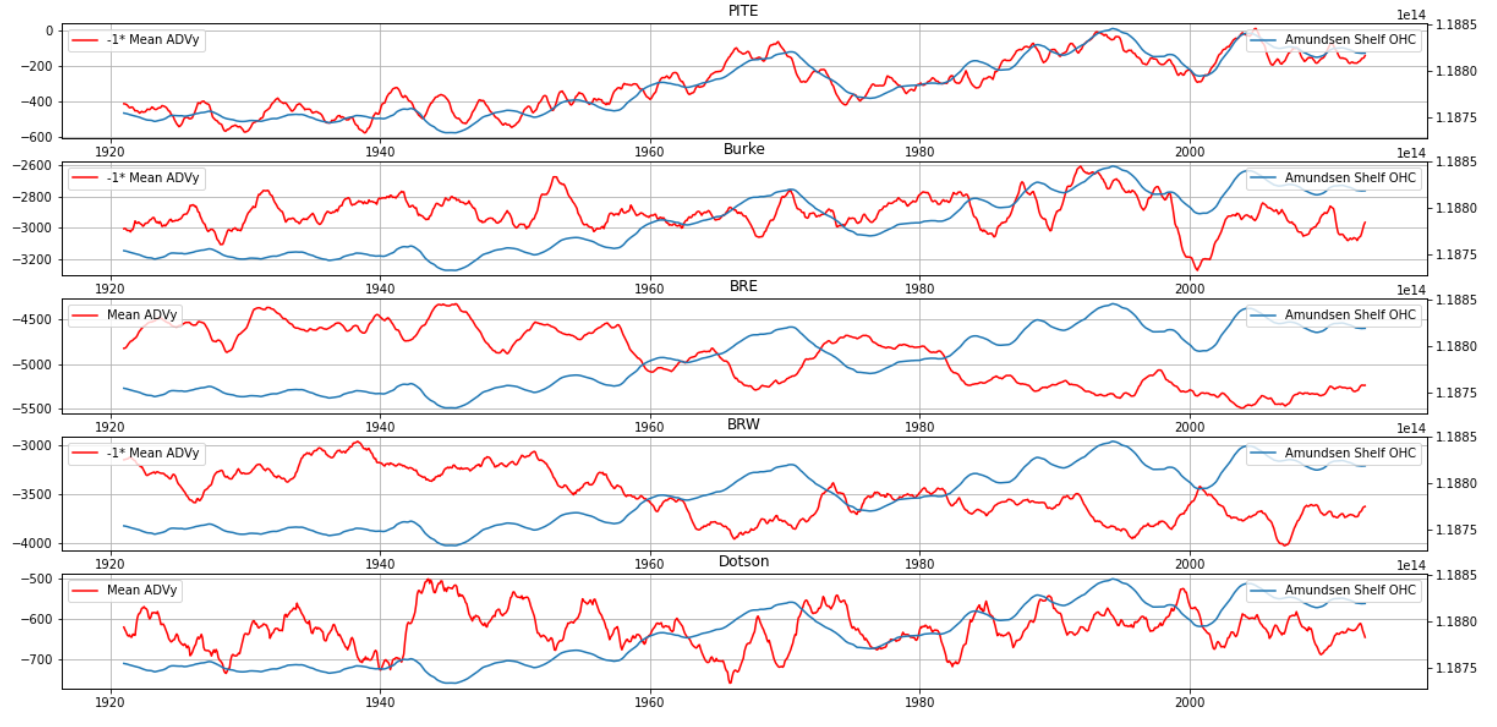 PITE
1e14
-1* Mean ADVy
Amundsen Shelf OHC
0
−200
−400
−600
1.1885
1.1880
1.1875
1920
1940
1960
1980
2000
Burke
1e14
-1* Mean ADVy
Amundsen Shelf OHC
−2600
−2800
−3000
−3200
1.1885
1.1880
1.1875
1920
1940
1960
1980
2000
BRE
1e14
Mean ADVy
Amundsen Shelf OHC
−4500
−5000
−5500
1.1885
1.1880
1.1875
1920
1940
1960
1980
2000
BRW
1e14
-1* Mean ADVy
Amundsen Shelf OHC
−3000
−3500
−4000
1.1885
1.1880
1.1875
1920
1940
1960
1980
2000
Dotson
1e14
Mean ADVy
Amundsen Shelf OHC
−500
−600
−700
1.1885
1.1880
1.1875
1920
1940
1960
1980
2000